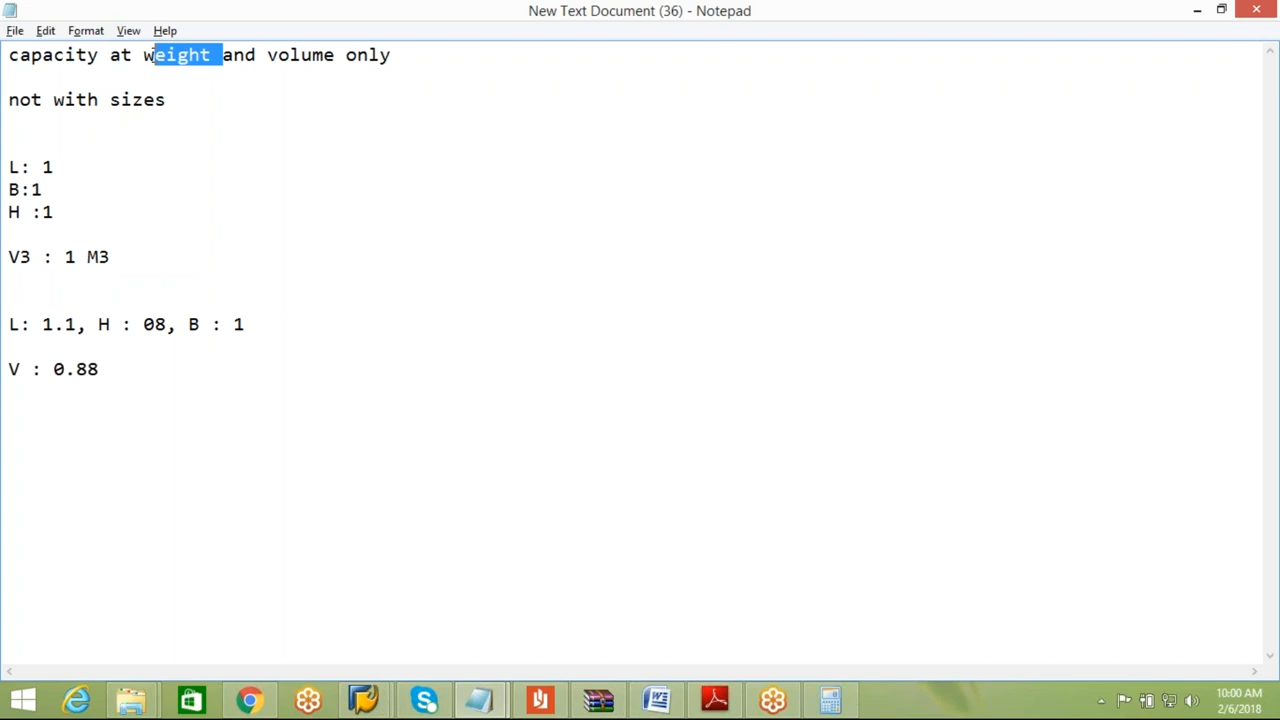 New Text Document (36) - Notepad
File Edit Format View Help
capacity at weight and volume only
not with sizes
L: 1
B:1
H :1
V3 : 1 M3
L: 1.1, H : 08, B : 1
V : 0.88
10:00 AM
2/6/2018